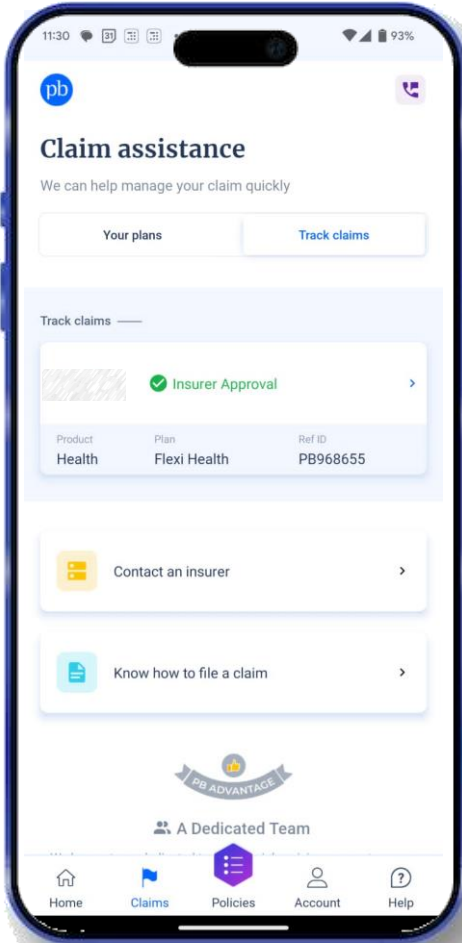 11:30 31 93%
pb
Claim assistance
We can help manage your claim quickly
Your plans Track claims
Track claims
Insurer Approval
Product Plan Ref ID
Health Flexi Health PB968655
Contact an insurer
Know how to file a claim
PB ADVANTAGE
A Dedicated Team
Home Claims Policies Account Help